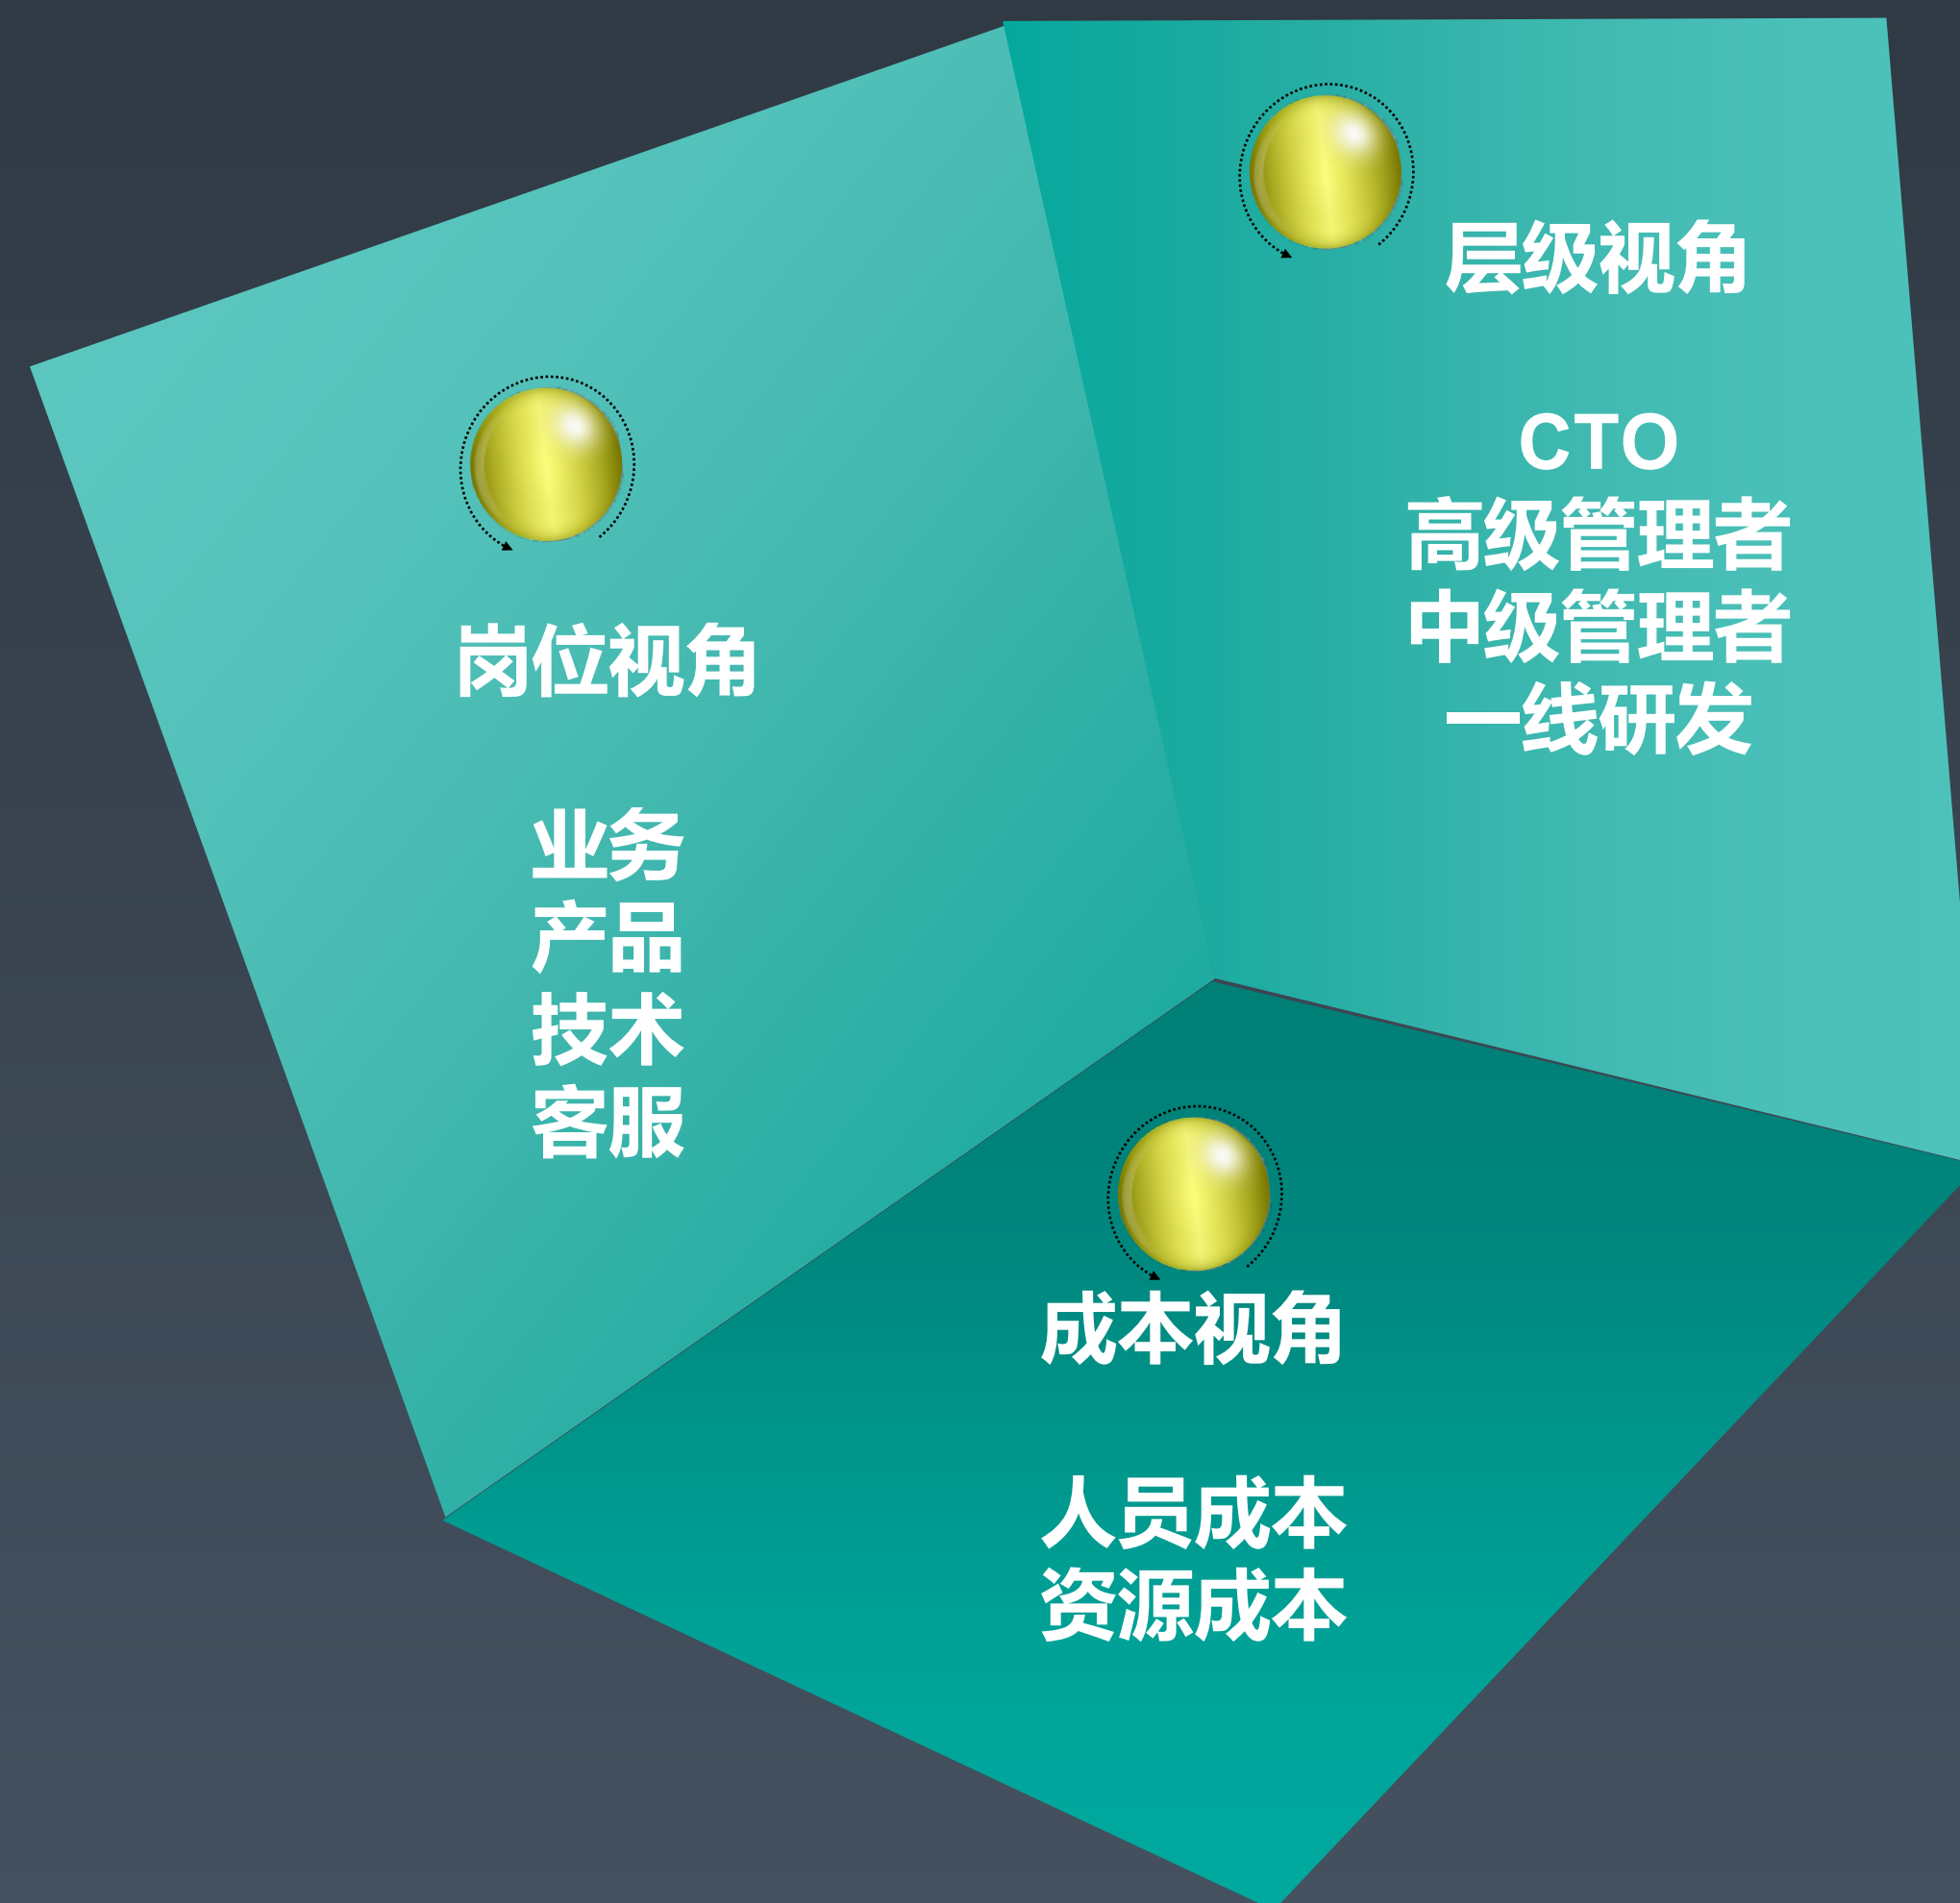 层级视角
CTO
高级管理者
中级管理者
一线研发
岗位视角
业务
产品
技术
客服
成本视角
人员成本
资源成本